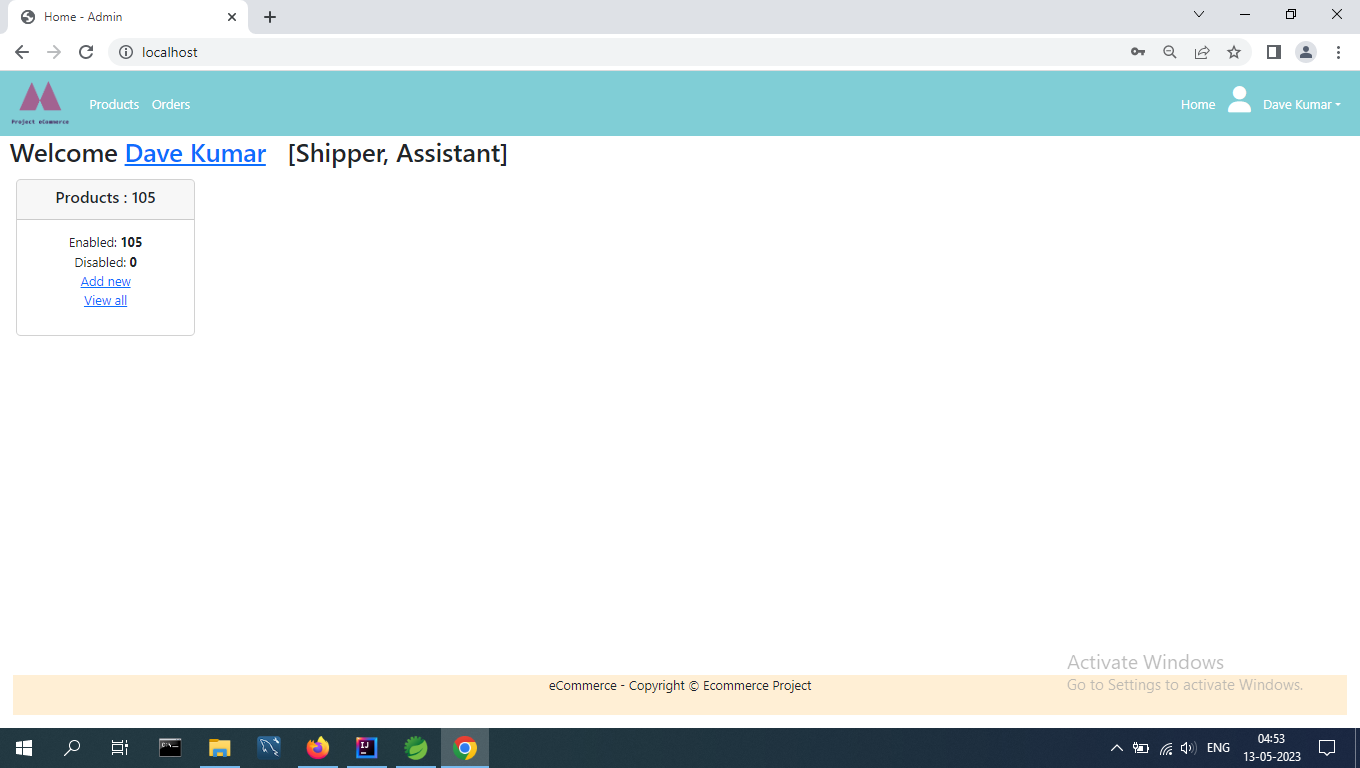 Home - Admin
localhost
Project eCommerce
Products Orders
Home Dave Kumar
Welcome Dave Kumar [Shipper, Assistant]
Products : 105
Enabled: 105
Disabled: 0
Add new
View all
Activate Windows
Go to Settings to activate Windows.
eCommerce - Copyright © Ecommerce Project
IJ
ENG
04:53
13-05-2023